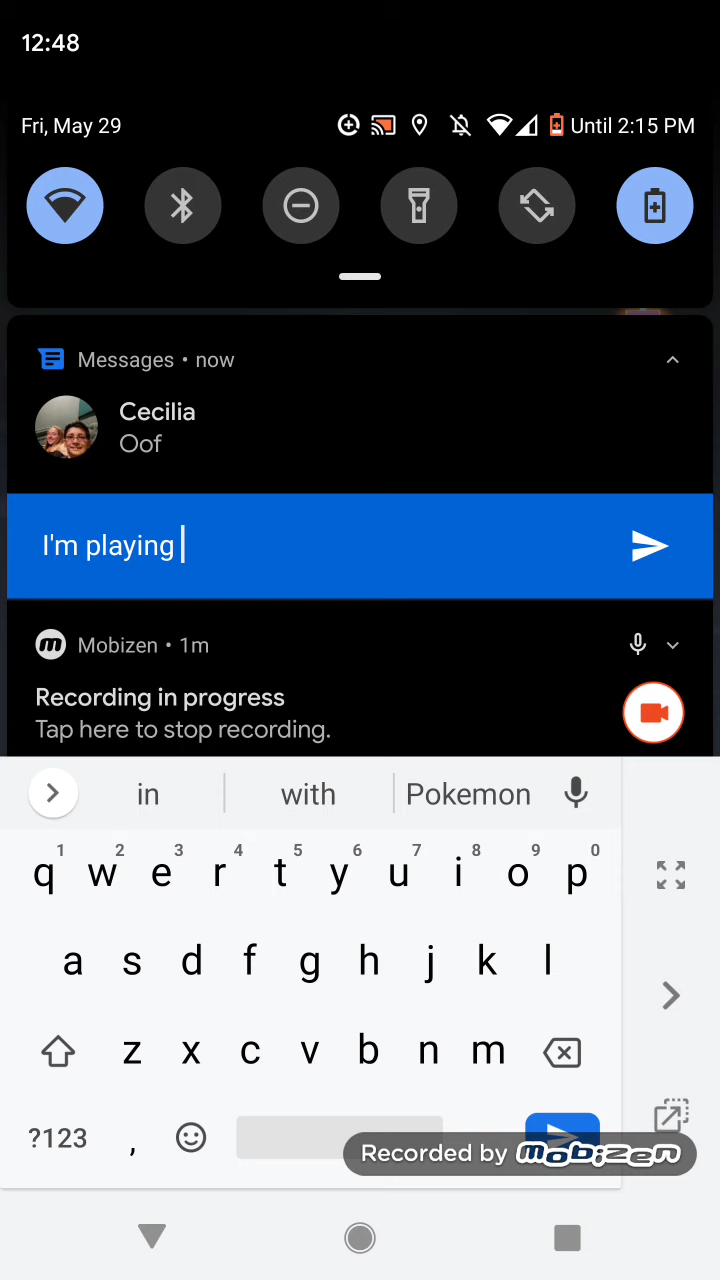 12:48
Fri, May 29
Until 2:15 PM
Messages • now
Cecilia
Oof
I'm playing
Mobizen • 1m
Recording in progress
Tap here to stop recording.
in with Pokemon
1 2 3 4 5 6 7 8 9 0
q w e r t y u i o p
a s d f g h j k l
z x c v b n m
?123 ,
Recorded by mobizen